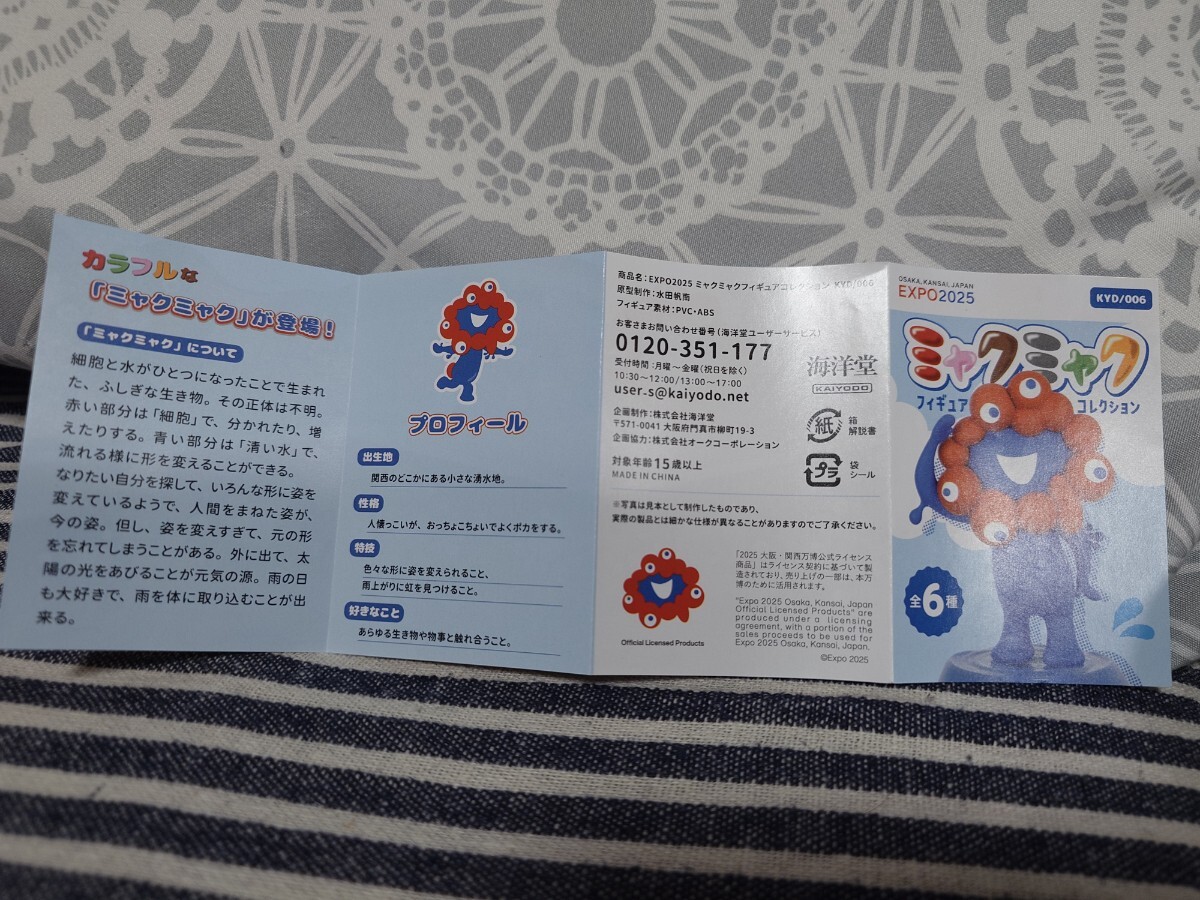 カラフルな
「ミャクミャク」が登場！
「ミャクミャク」について
細胞と水がひとつになったことで生まれ
た、ふしぎな生き物。その正体は不明。
赤い部分は「細胞」で、分かれたり、増
えたりする。青い部分は「清い水」で、
流れる様に形を変えることができる。
なりたい自分を探して、いろんな形に姿を
変えているようで、人間をまねた姿が、
今の姿。但し、姿を変えすぎて、元の形
を忘れてしまうことがある。外に出て、太
陽の光をあびることが元気の源。雨の日
も大好きで、雨を体に取り込むことが出
来る。
プロフィール
出生地
関西のどこかにある小さな湧水地。
性格
人懐っこいが、おっちょこちょいでよくポカをする。
特技
色々な形に姿を変えられること、
雨上がりに虹を見つけること。
好きなこと
あらゆる生き物や物事と触れ合うこと。
商品名：EXPO2025 ミャクミャクフィギュアコレクション KYD/006
原型制作：水田帆南
フィギュア素材：PVC・ABS
お客さまお問い合わせ番号（海洋堂ユーザーサービス）
0120-351-177
受付時間：月曜～金曜（祝日を除く）
10:30～12:00/13:00～17:00
user-s@kaiyodo.net
海洋堂
KAIYODO
企画制作：株式会社海洋堂
〒571-0041 大阪府門真市柳町19-3
企画協力：株式会社オークコーポレーション
対象年齢15歳以上
MADE IN CHINA
紙
箱
解説書
プラ
袋
シール
※写真は見本として制作したものであり、
実際の製品とは細かな仕様が異なることがありますのでご了承ください。
Official Licensed Products
「2025 大阪・関西万博公式ライセンス
商品」はライセンス契約に基づいて製
造されており、売り上げの一部は、本万
博のために活用されます。
"Expo 2025 Osaka, Kansai, Japan
Official Licensed Products" are
produced under a licensing
agreement, with a portion of the
sales proceeds to be used for
Expo 2025 Osaka, Kansai, Japan.
©Expo 2025
OSAKA, KANSAI, JAPAN
EXPO2025
KYD/006
ミャクミャク
フィギュア コレクション
全6種